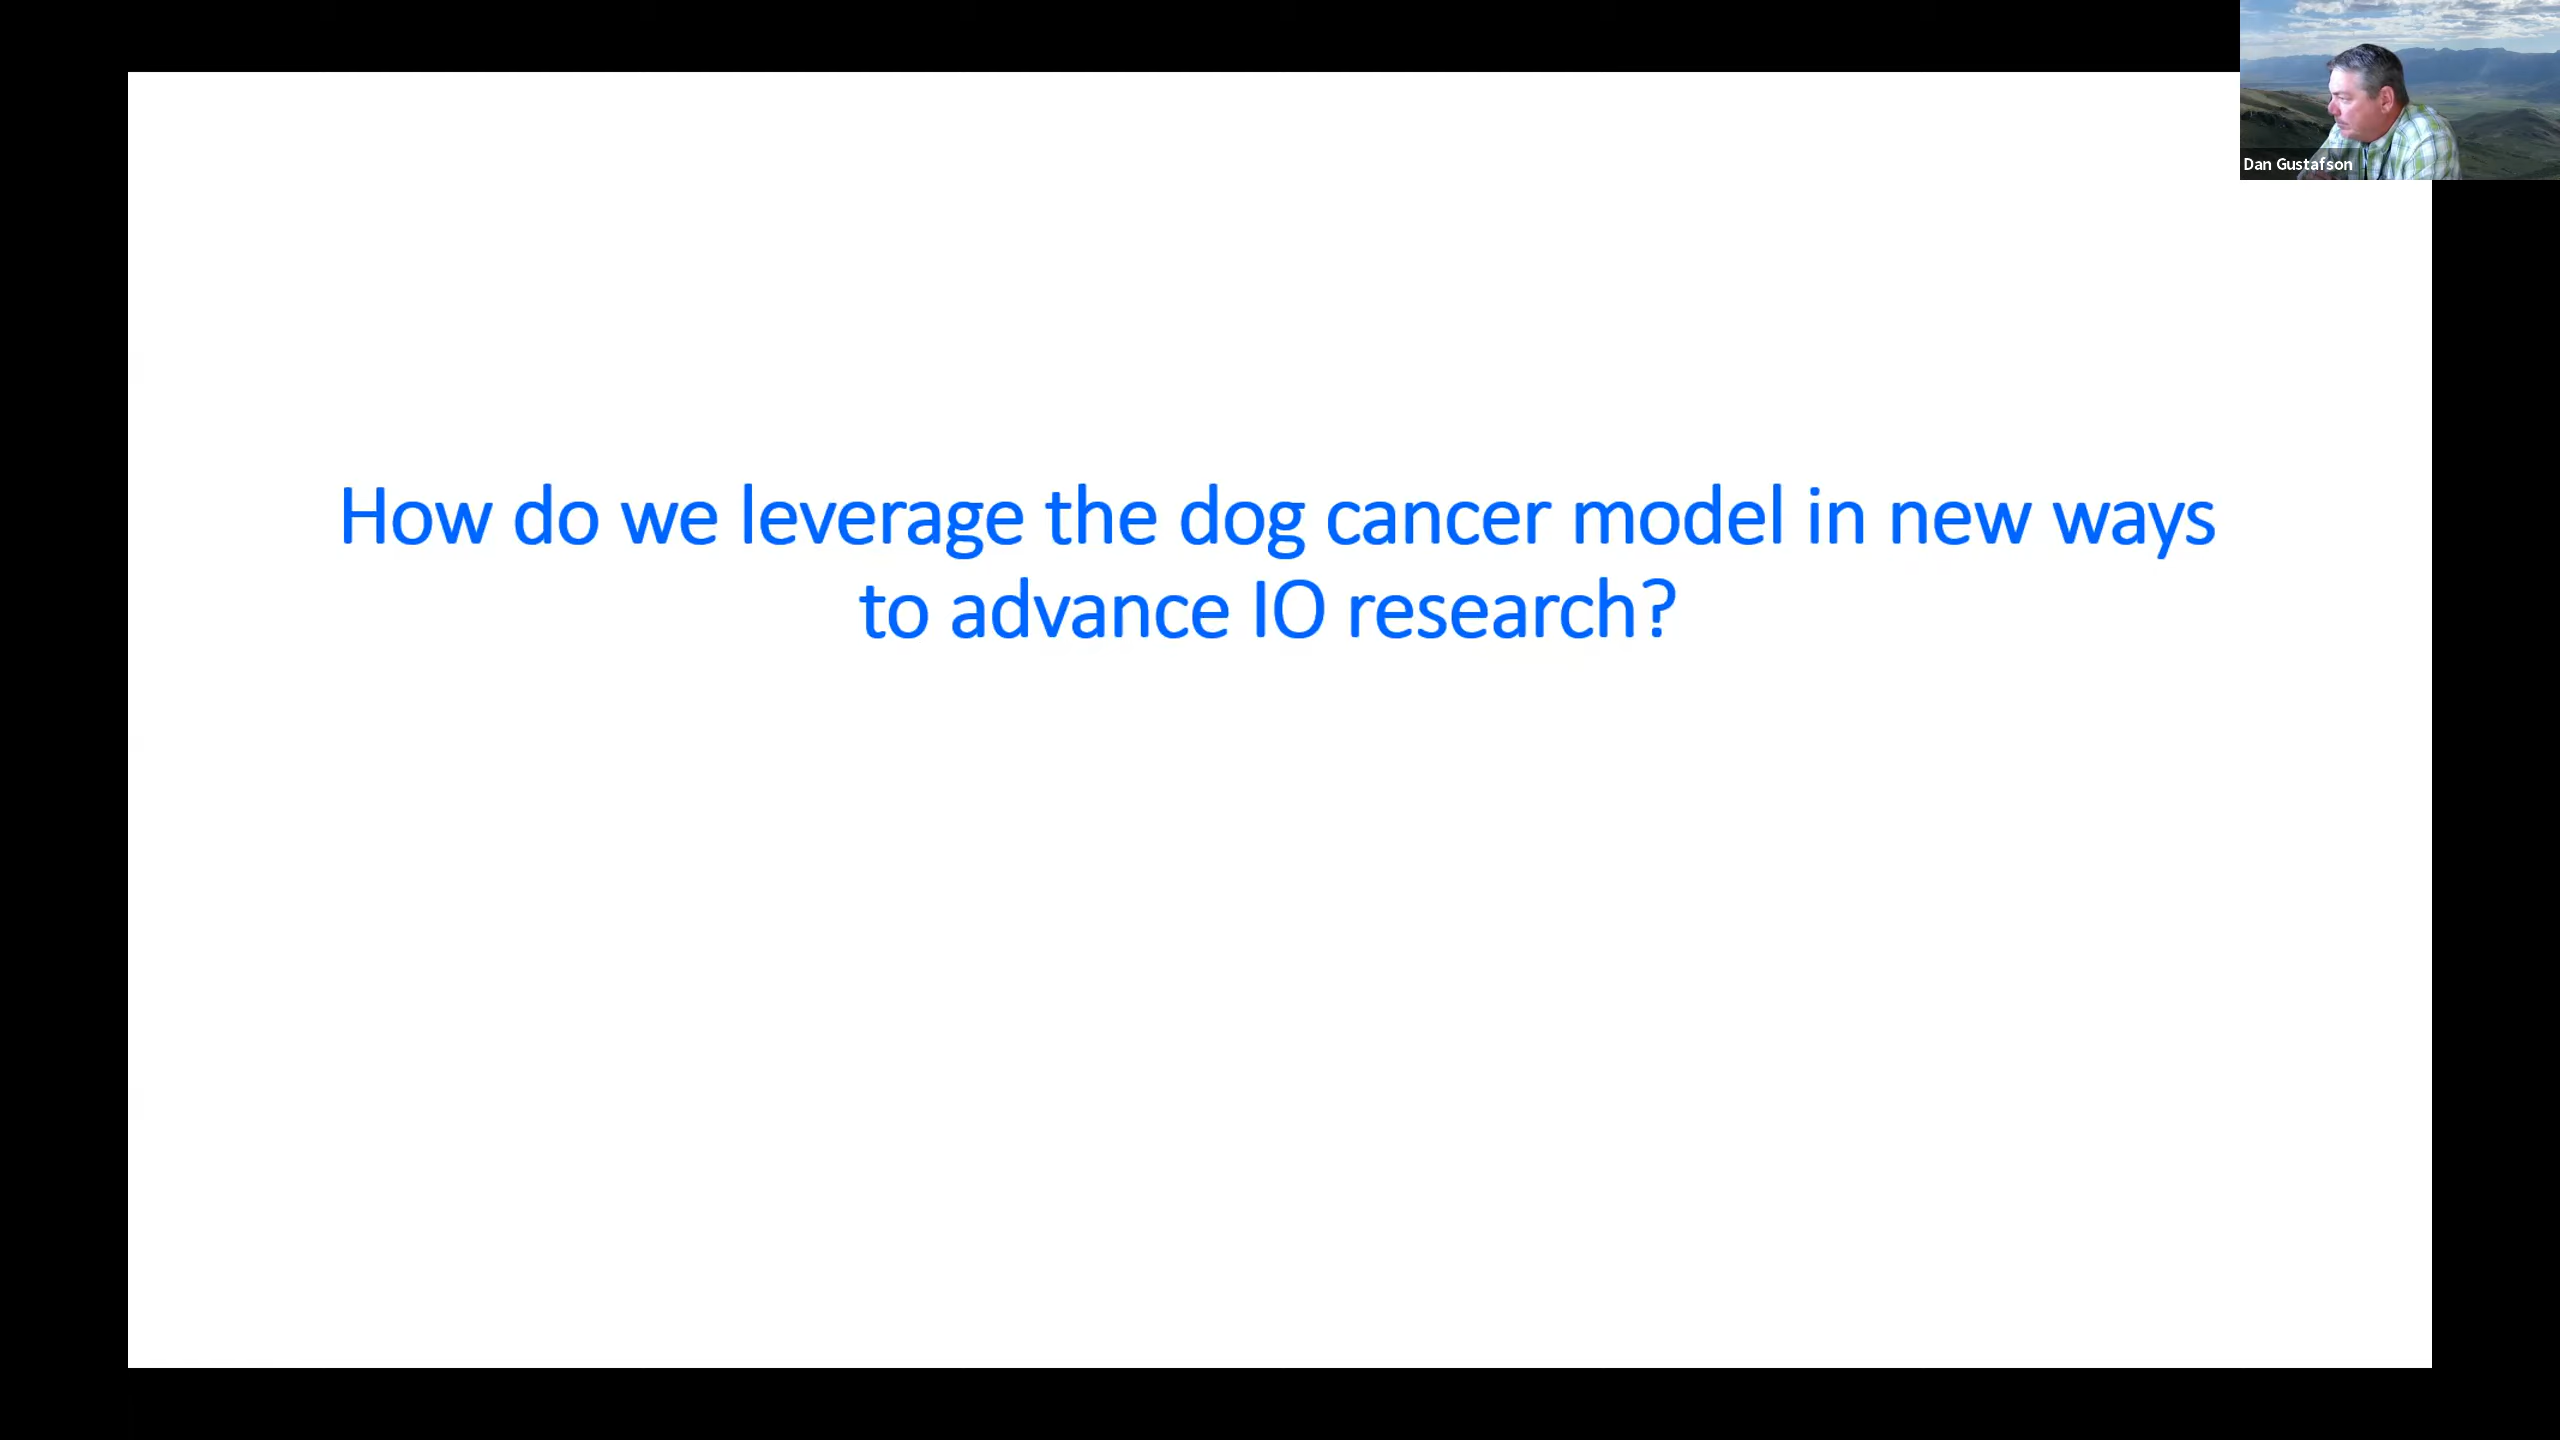 Dan Gustafson
How do we leverage the dog cancer model in new ways
to advance IO research?